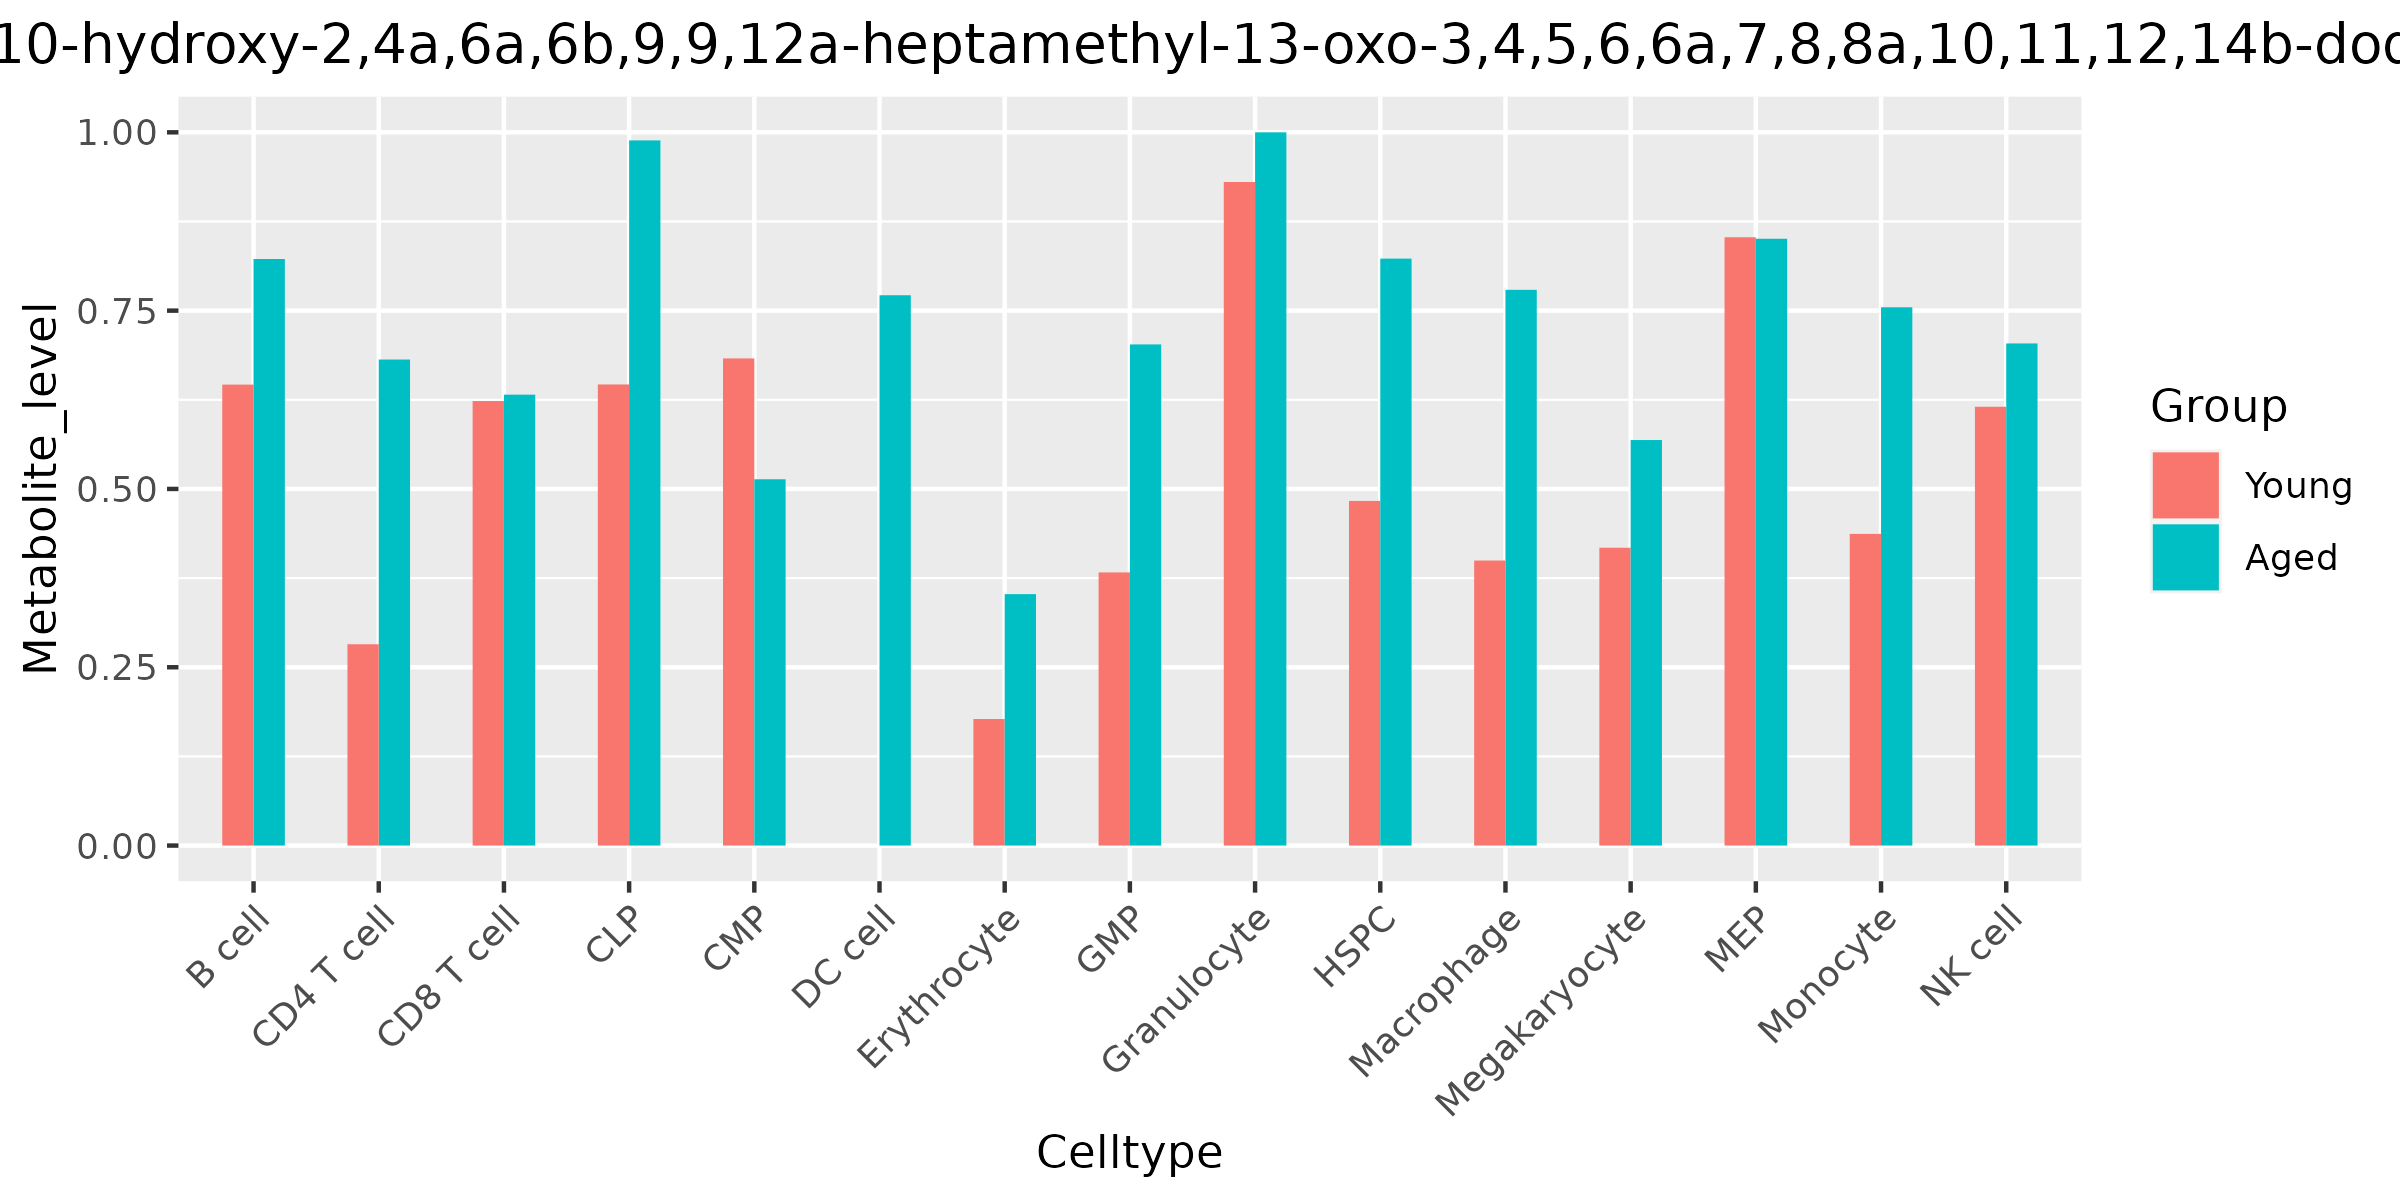 10-hydroxy-2,4a,6a,6b,9,9,12a-heptamethyl-13-oxo-3,4,5,6,6a,7,8,8a,10,11,12,14b-dod
Metabolite_level
1.00
0.75
0.50
0.25
0.00
B cell
CD4 T cell
CD8 T cell
CLP
CMP
DC cell
Erythrocyte
GMP
Granulocyte
HSPC
Macrophage
Megakaryocyte
MEP
Monocyte
NK cell
Celltype
Group
Young
Aged